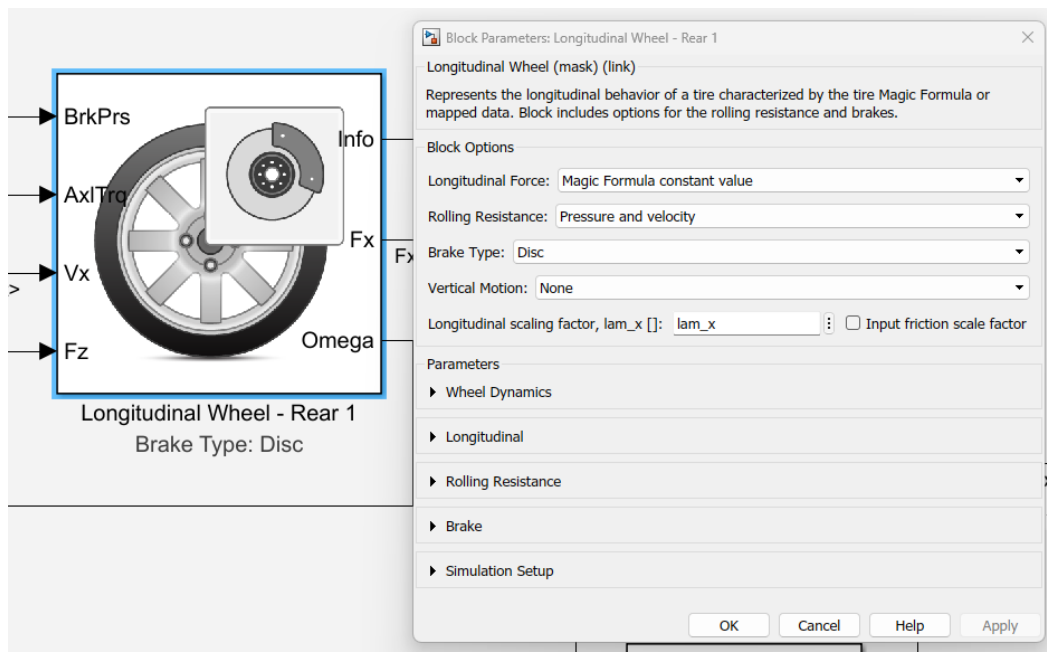 BrkPrs
AxlTrq
Vx
>
Fz
Info
Fx
Fx
Omega
Longitudinal Wheel - Rear 1
Brake Type: Disc
Block Parameters: Longitudinal Wheel - Rear 1
Longitudinal Wheel (mask) (link)
Represents the longitudinal behavior of a tire characterized by the tire Magic Formula or
mapped data. Block includes options for the rolling resistance and brakes.
Block Options
Longitudinal Force: Magic Formula constant value
Rolling Resistance: Pressure and velocity
Brake Type: Disc
Vertical Motion: None
Longitudinal scaling factor, lam_x []: lam_x Input friction scale factor
Parameters
Wheel Dynamics
Longitudinal
Rolling Resistance
Brake
Simulation Setup
OK Cancel Help Apply